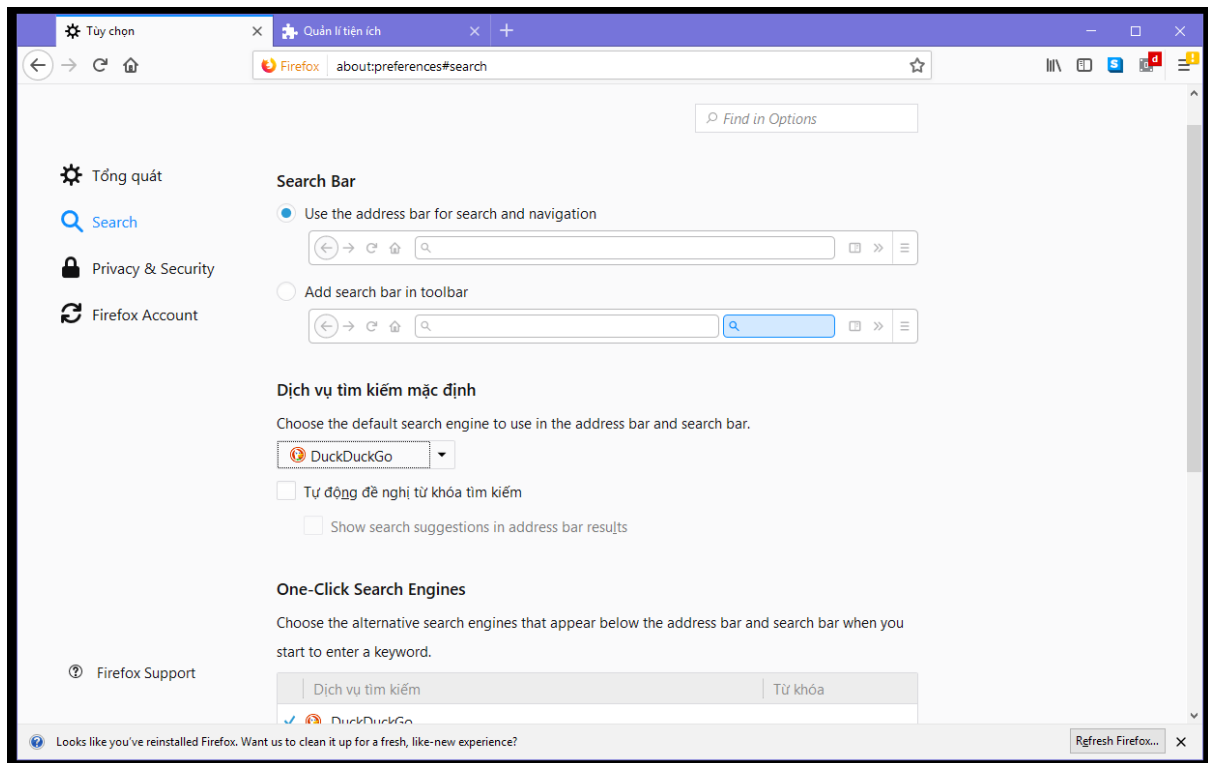 Tùy chọn
Quản lí tiện ích
Firefox
about:preferences#search
S
d
!
Find in Options
Tổng quát
Search
Privacy & Security
Firefox Account
Search Bar
Use the address bar for search and navigation
Add search bar in toolbar
Dịch vụ tìm kiếm mặc định
Choose the default search engine to use in the address bar and search bar.
DuckDuckGo
Tự động đề nghị từ khóa tìm kiếm
Show search suggestions in address bar results
One-Click Search Engines
Choose the alternative search engines that appear below the address bar and search bar when you
start to enter a keyword.
Dịch vụ tìm kiếm
Từ khóa
DuckDuckGo
Firefox Support
Looks like you've reinstalled Firefox. Want us to clean it up for a fresh, like-new experience?
Refresh Firefox...